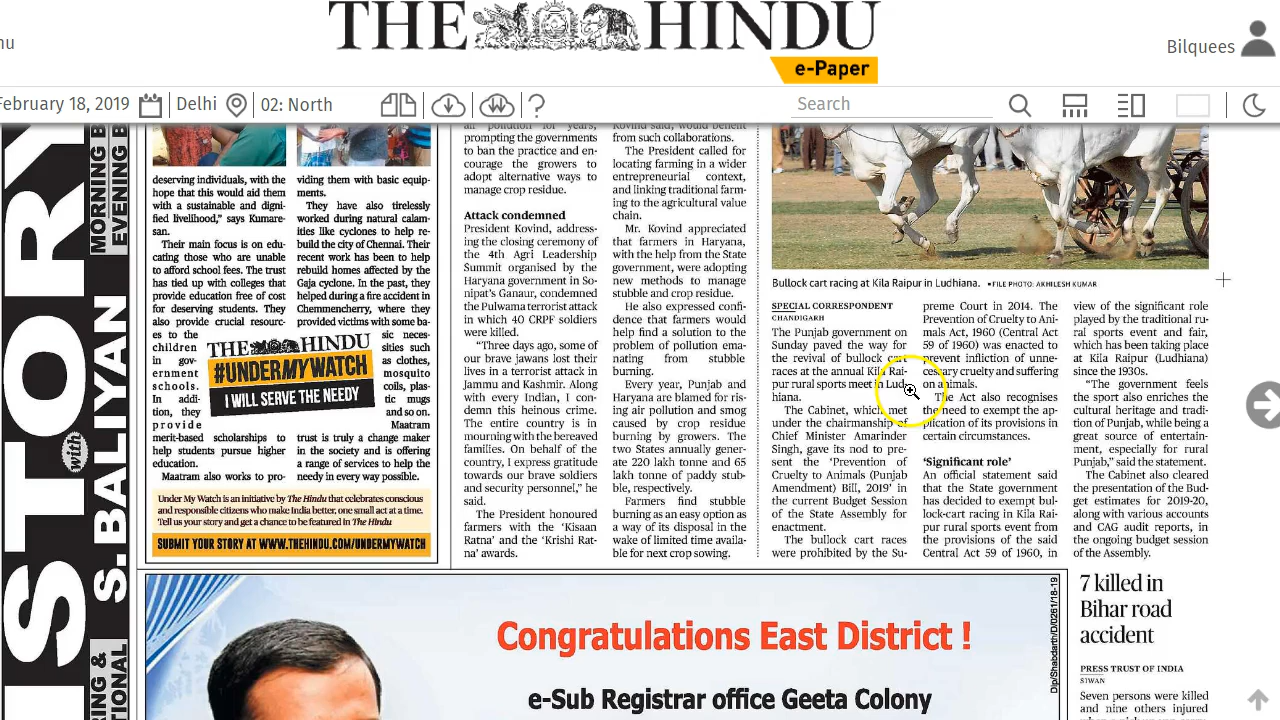 THE HINDU
nu
Bilquees
e-Paper
February 18, 2019
Delhi
02: North
?
Search
STORY
with
S. BALIYAN
MORNING B
EVENING B
RING &
TIONAL
deserving individuals, with the
hope that this would aid them
with a sustainable and digni-
fied livelihood,” says Kumare-
san.
Their main focus is on edu-
cating those who are unable
to afford school fees. The trust
has tied up with colleges that
provide education free of cost
for deserving students. They
also provide crucial resourc-
es to the
children
in gov-
ernment
schools.
In addi-
tion, they
provide
merit-based scholarships to
help students pursue higher
education.
Maatram also works to pro-
viding them with basic equip-
ments.
They have also tirelessly
worked during natural calam-
ities like cyclones to help re-
build the city of Chennai. Their
recent work has been to help
rebuild homes affected by the
Gaja cyclone. In the past, they
helped during a fire accident in
Chemmencherry, where they
provided victims with some ba-
sic neces-
sities such
as clothes,
mosquito
coils, plas-
tic mugs
and so on.
Maatram
trust is truly a change maker
in the society and is offering
a range of services to help the
needy in every way possible.
THE HINDU
#UNDERMYWATCH
I WILL SERVE THE NEEDY
Under My Watch is an initiative by The Hindu that celebrates conscious
and responsible citizens who make India better, one small act at a time.
Tell us your story and get a chance to be featured in The Hindu
SUBMIT YOUR STORY AT WWW.THEHINDU.COM/UNDERMYWATCH
air pollution for years,
prompting the governments
to ban the practice and en-
courage the growers to
adopt alternative ways to
manage crop residue.
Attack condemned
President Kovind, address-
ing the closing ceremony of
the 4th Agri Leadership
Summit organised by the
Haryana government in So-
nipat’s Ganaur, condemned
the Pulwama terrorist attack
in which 40 CRPF soldiers
were killed.
“Three days ago, some of
our brave jawans lost their
lives in a terrorist attack in
Jammu and Kashmir. Along
with every Indian, I con-
demn this heinous crime.
The entire country is in
mourning with the bereaved
families. On behalf of the
country, I express gratitude
towards our brave soldiers
and security personnel,” he
said.
The President honoured
farmers with the ‘Kisaan
Ratna’ and the ‘Krishi Rat-
na’ awards.
Kovind said, would benefit
from such collaborations.
The President called for
locating farming in a wider
entrepreneurial context,
and linking traditional farm-
ing to the agricultural value
chain.
Mr. Kovind appreciated
that farmers in Haryana,
with the help from the State
government, were adopting
new methods to manage
stubble and crop residue.
He also expressed confi-
dence that farmers would
help find a solution to the
problem of pollution ema-
nating from stubble
burning.
Every year, Punjab and
Haryana are blamed for ris-
ing air pollution and smog
caused by crop residue
burning by growers. The
two States annually gener-
ate 220 lakh tonne and 65
lakh tonne of paddy stub-
ble, respectively.
Farmers find stubble
burning as an easy option as
a way of its disposal in the
wake of limited time availa-
ble for next crop sowing.
Bullock cart racing at Kila Raipur in Ludhiana. ▪FILE PHOTO: AKHILESH KUMAR
SPECIAL CORRESPONDENT
CHANDIGARH
The Punjab government on
Sunday paved the way for
the revival of bullock cart
races at the annual Kila Rai-
pur rural sports meet in Lud-
hiana.
The Cabinet, which met
under the chairmanship of
Chief Minister Amarinder
Singh, gave its nod to pre-
sent the ‘Prevention of
Cruelty to Animals (Punjab
Amendment) Bill, 2019’ in
the current Budget Session
of the State Assembly for
enactment.
The bullock cart races
were prohibited by the Su-
preme Court in 2014. The
Prevention of Cruelty to Ani-
mals Act, 1960 (Central Act
59 of 1960) was enacted to
prevent infliction of unne-
cessary cruelty and suffering
on animals.
The Act also recognises
the need to exempt the ap-
plication of its provisions in
certain circumstances.
‘Significant role’
An official statement said
that the State government
has decided to exempt bul-
lock-cart racing in Kila Rai-
pur rural sports event from
the provisions of the said
Central Act 59 of 1960, in
view of the significant role
played by the traditional ru-
ral sports event and fair,
which has been taking place
at Kila Raipur (Ludhiana)
since the 1930s.
“The government feels
the sport also enriches the
cultural heritage and tradi-
tion of Punjab, while being a
great source of entertain-
ment, especially for rural
Punjab,” said the statement.
The Cabinet also cleared
the presentation of the Bud-
get estimates for 2019-20,
along with various accounts
and CAG audit reports, in
the ongoing budget session
of the Assembly.
Congratulations East District !
e-Sub Registrar office Geeta Colony
Dip/Shabdarth/D/0261/18-19
7 killed in
Bihar road
accident
PRESS TRUST OF INDIA
SIWAN
Seven persons were killed
and nine others injured